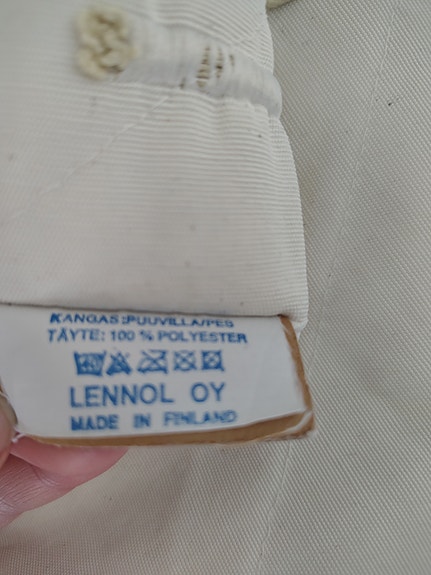 KANGAS:PUUVILLA/PES
TÄYTE: 100 % POLYESTER
LENNOL OY
MADE IN FINLAND